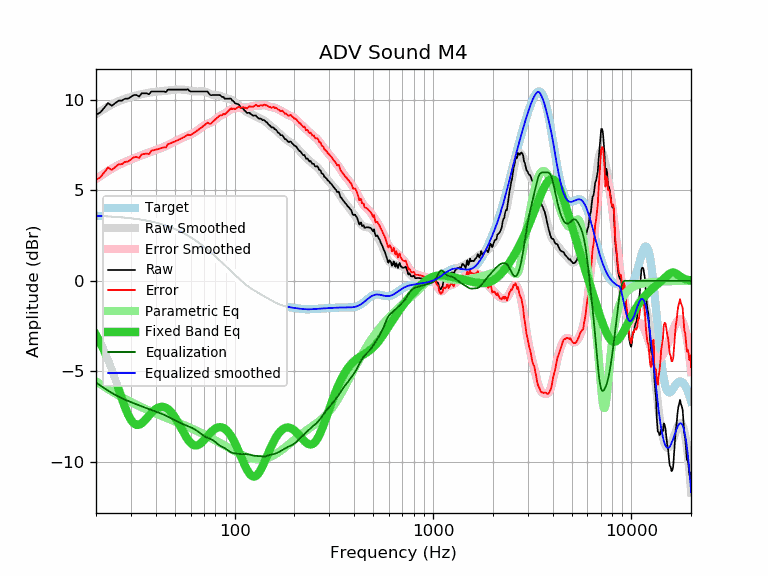 ADV Sound M4
10
5
0
−5
−10
Amplitude (dBr)
Target
Raw Smoothed
Error Smoothed
Raw
Error
Parametric Eq
Fixed Band Eq
Equalization
Equalized smoothed
100
1000
10000
Frequency (Hz)